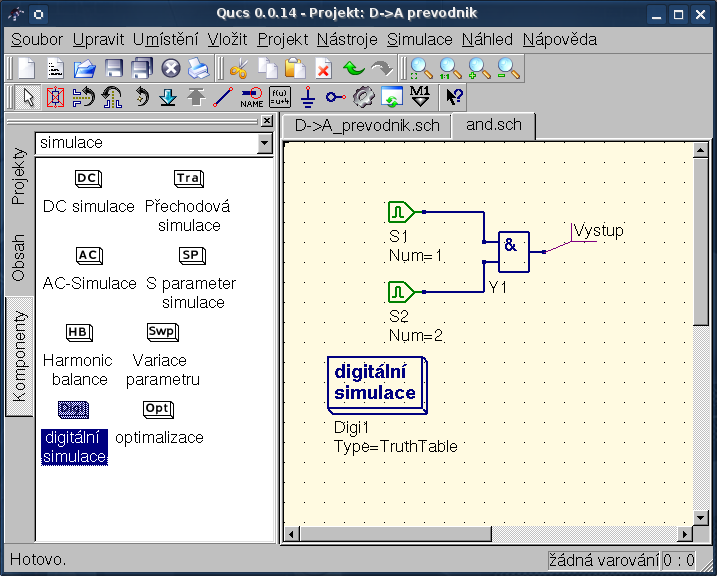 Qucs 0.0.14 - Projekt: D->A prevodnik
Soubor Upravit Umístění Vložit Projekt Nástroje Simulace Náhled Nápověda
1:1
NAME
f(u)
=u+4
M1
D->A_prevodnik.sch
and.sch
Projekty
Obsah
Komponenty
simulace
DC
DC simulace
Tra
Přechodová
simulace
AC
AC-Simulace
SP
S parameter
simulace
HB
Harmonic
balance
Swp
Variace
parametru
Digi
digitální
simulace
Opt
optimalizace
S1
Num=1
&
Vystup
Y1
S2
Num=2
digitální
simulace
Digi1
Type=TruthTable
Hotovo.
žádná varování
0 : 0